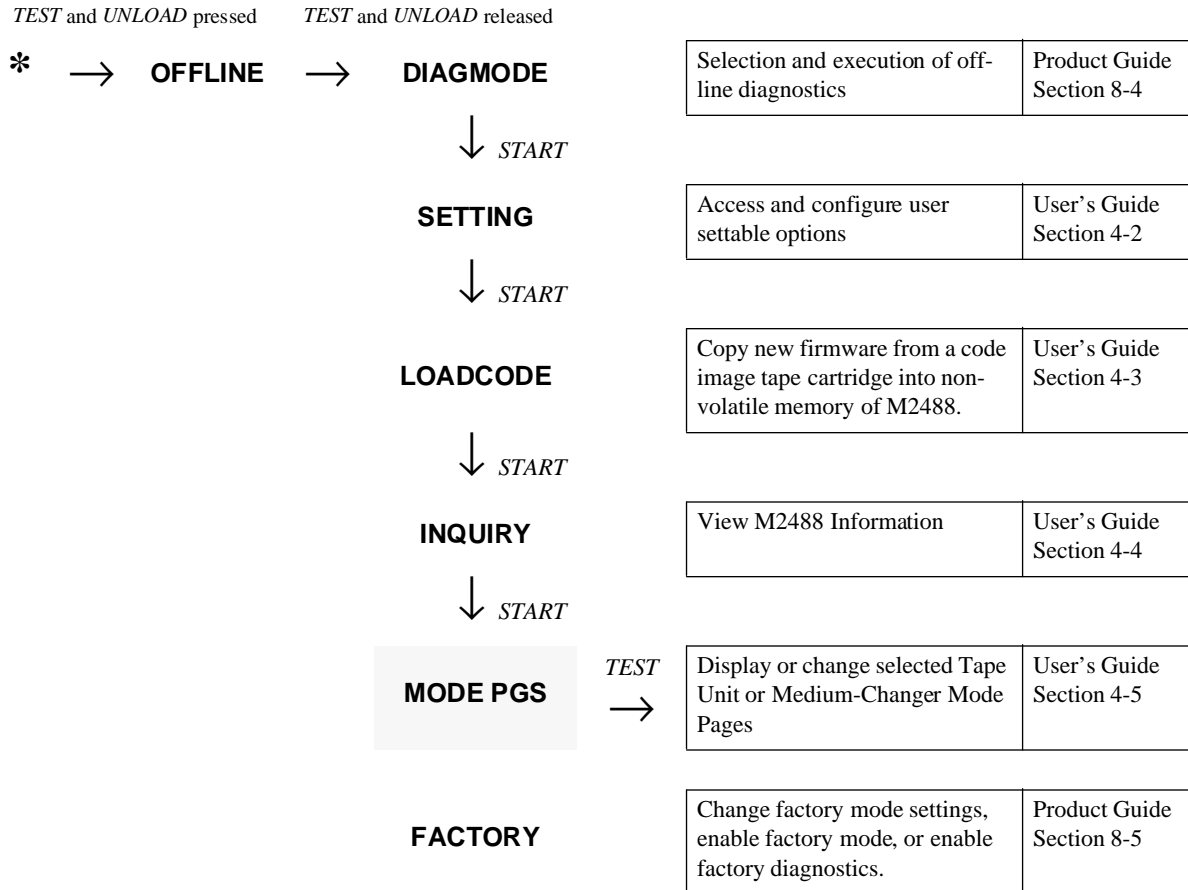 TEST and UNLOAD pressed TEST and UNLOAD released
* → OFFLINE → DIAGMODE
Selection and execution of off-
line diagnostics
Product Guide
Section 8-4
↓ START
SETTING
Access and configure user
settable options
User’s Guide
Section 4-2
↓ START
LOADCODE
Copy new firmware from a code
image tape cartridge into non-
volatile memory of M2488.
User’s Guide
Section 4-3
↓ START
INQUIRY
View M2488 Information
User’s Guide
Section 4-4
↓ START
MODE PGS
TEST
→
Display or change selected Tape
Unit or Medium-Changer Mode
Pages
User’s Guide
Section 4-5
FACTORY
Change factory mode settings,
enable factory mode, or enable
factory diagnostics.
Product Guide
Section 8-5